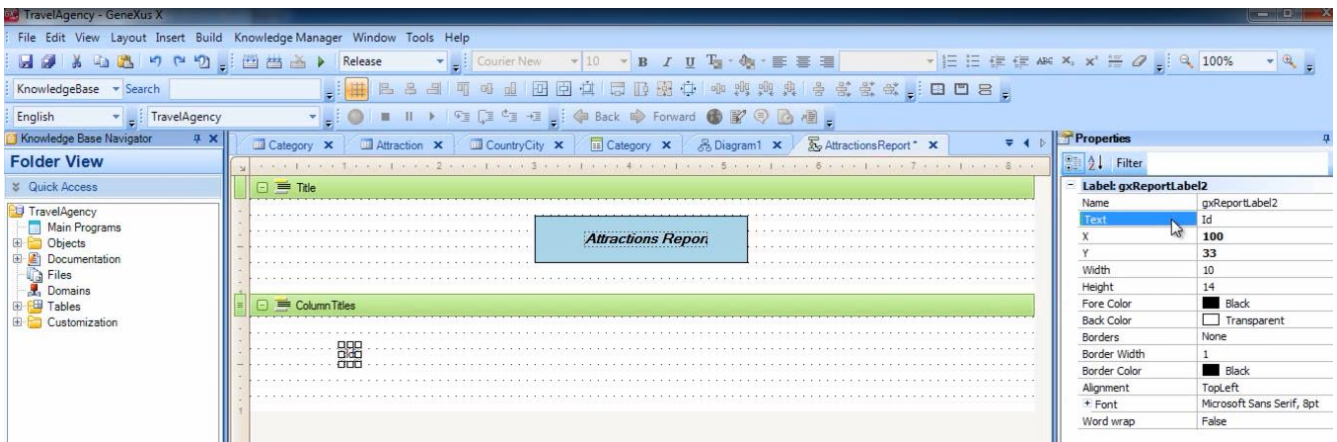 TravelAgency - GeneXus X
File Edit View Layout Insert Build Knowledge Manager Window Tools Help
Release Courier New 10 B I U ABC 100%
KnowledgeBase Search
English TravelAgency Back Forward
Knowledge Base Navigator
Category Attraction CountryCity Category Diagram1 AttractionsReport *
Properties
Folder View
Filter
Quick Access
Title
Label: gxReportLabel2
Name gxReportLabel2
TravelAgency
Text Id
Main Programs
X 100
Objects
Attractions Repor
Y 33
Documentation
Width 10
Files
Height 14
Domains
Fore Color Black
Tables
ColumnTitles
Back Color Transparent
Customization
Borders None
Border Width 1
Id
Border Color Black
Alignment TopLeft
Font Microsoft Sans Serif, 8pt
Word wrap False